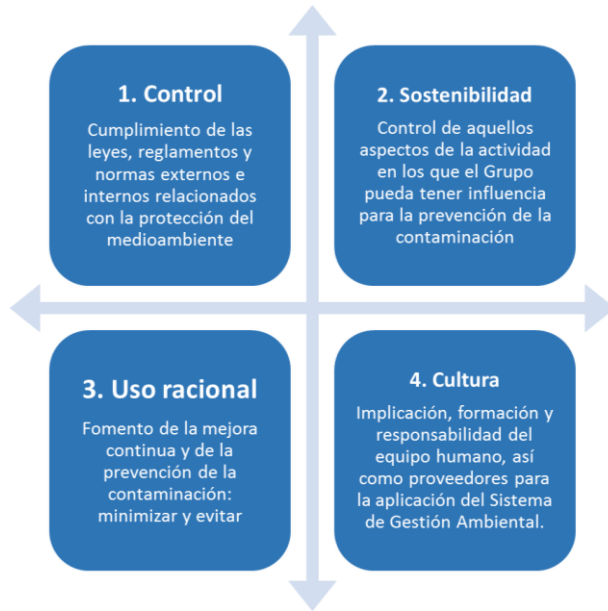 1. Control
Cumplimiento de las
leyes, reglamentos y
normas externos e
internos relacionados
con la protección del
medioambiente
2. Sostenibilidad
Control de aquellos
aspectos de la actividad
en los que el Grupo
pueda tener influencia
para la prevención de la
contaminación
3. Uso racional
Fomento de la mejora
continua y de la
prevención de la
contaminación:
minimizar y evitar
4. Cultura
Implicación, formación y
responsabilidad del
equipo humano, así
como proveedores para
la aplicación del Sistema
de Gestión Ambiental.